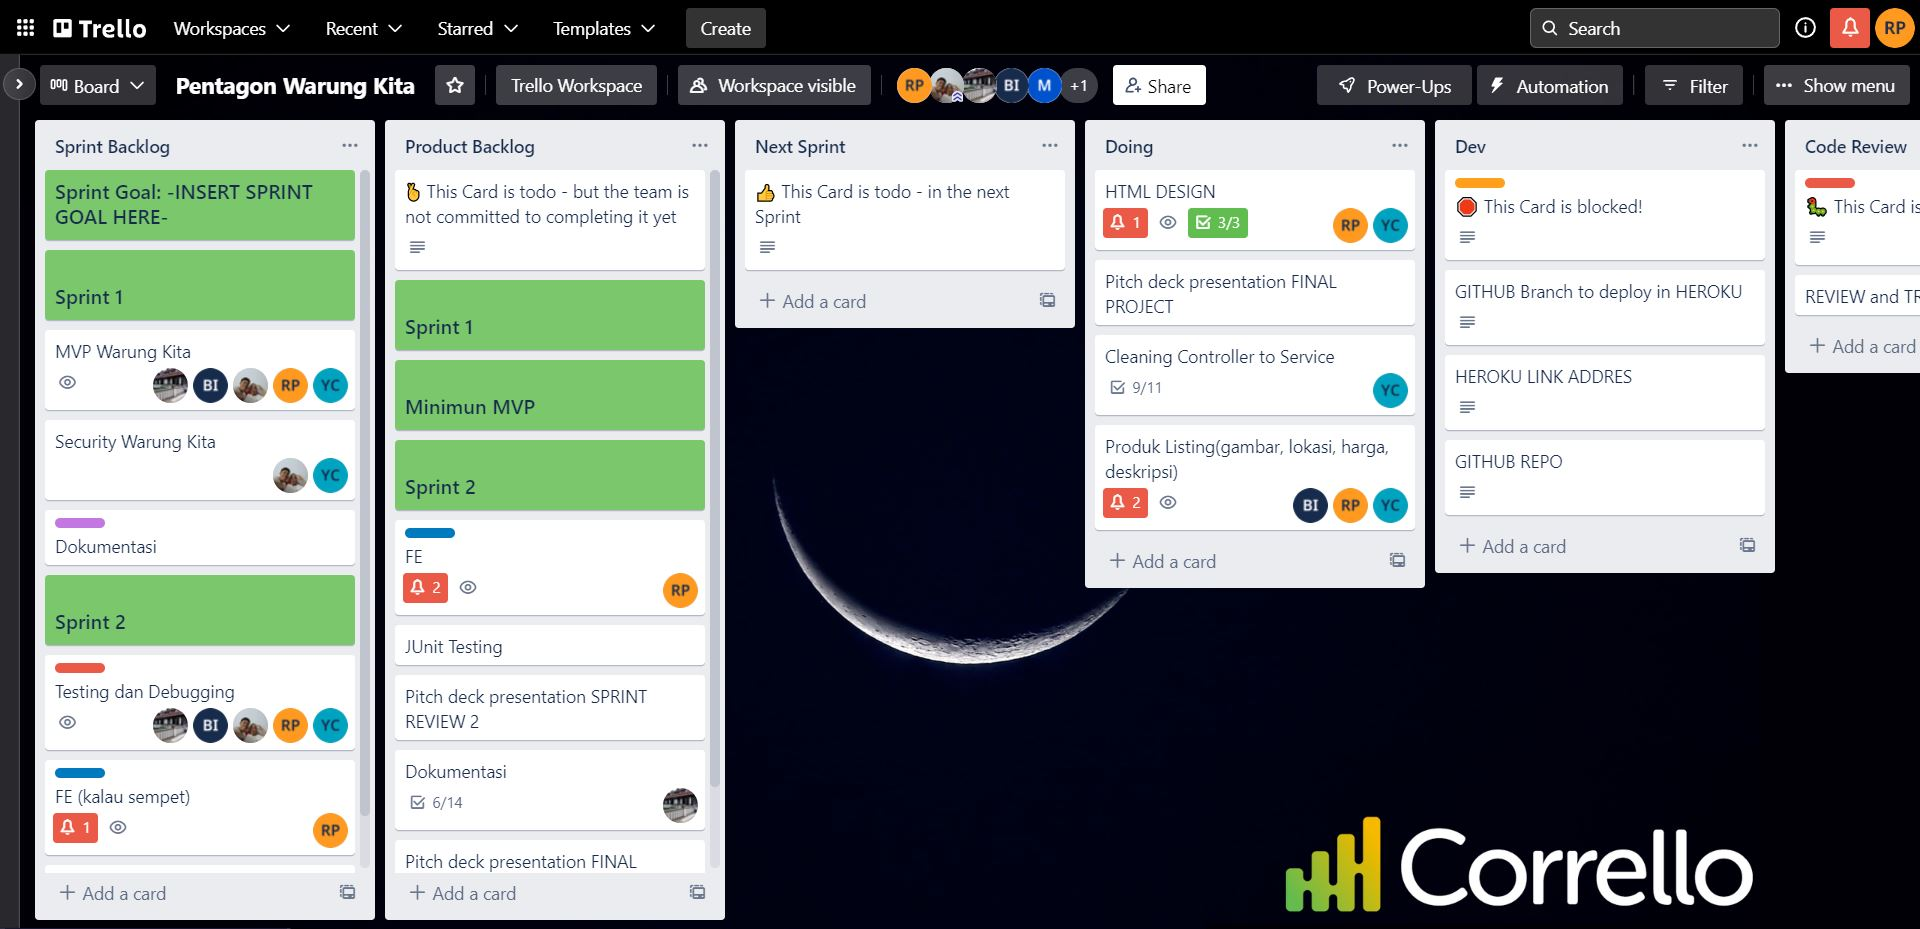 Trello
Workspaces
Recent
Starred
Templates
Create
Search
RP
Board
Pentagon Warung Kita
Trello Workspace
Workspace visible
RP
BI
M
+1
Share
Power-Ups
Automation
Filter
Show menu
Sprint Backlog
Sprint Goal: -INSERT SPRINT
GOAL HERE-
Sprint 1
MVP Warung Kita
BI
RP
YC
Security Warung Kita
YC
Dokumentasi
Sprint 2
Testing dan Debugging
BI
RP
YC
FE (kalau sempet)
1
RP
+ Add a card
Product Backlog
This Card is todo - but the team is
not committed to completing it yet
Sprint 1
Minimun MVP
Sprint 2
FE
2
RP
JUnit Testing
Pitch deck presentation SPRINT
REVIEW 2
Dokumentasi
6/14
Pitch deck presentation FINAL
+ Add a card
Next Sprint
This Card is todo - in the next
Sprint
+ Add a card
Doing
HTML DESIGN
1
3/3
RP
YC
Pitch deck presentation FINAL
PROJECT
Cleaning Controller to Service
9/11
YC
Produk Listing(gambar, lokasi, harga,
deskripsi)
2
BI
RP
YC
+ Add a card
Dev
This Card is blocked!
GITHUB Branch to deploy in HEROKU
HEROKU LINK ADDRES
GITHUB REPO
+ Add a card
Code Review
This Card is
REVIEW and TR
+ Add a card
Corrello